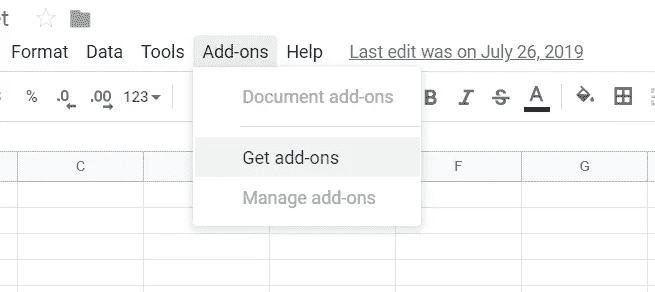 et
Format Data Tools Add-ons Help Last edit was on July 26, 2019
% .0 .00 123 B I S A
Document add-ons
Get add-ons
Manage add-ons
C F G